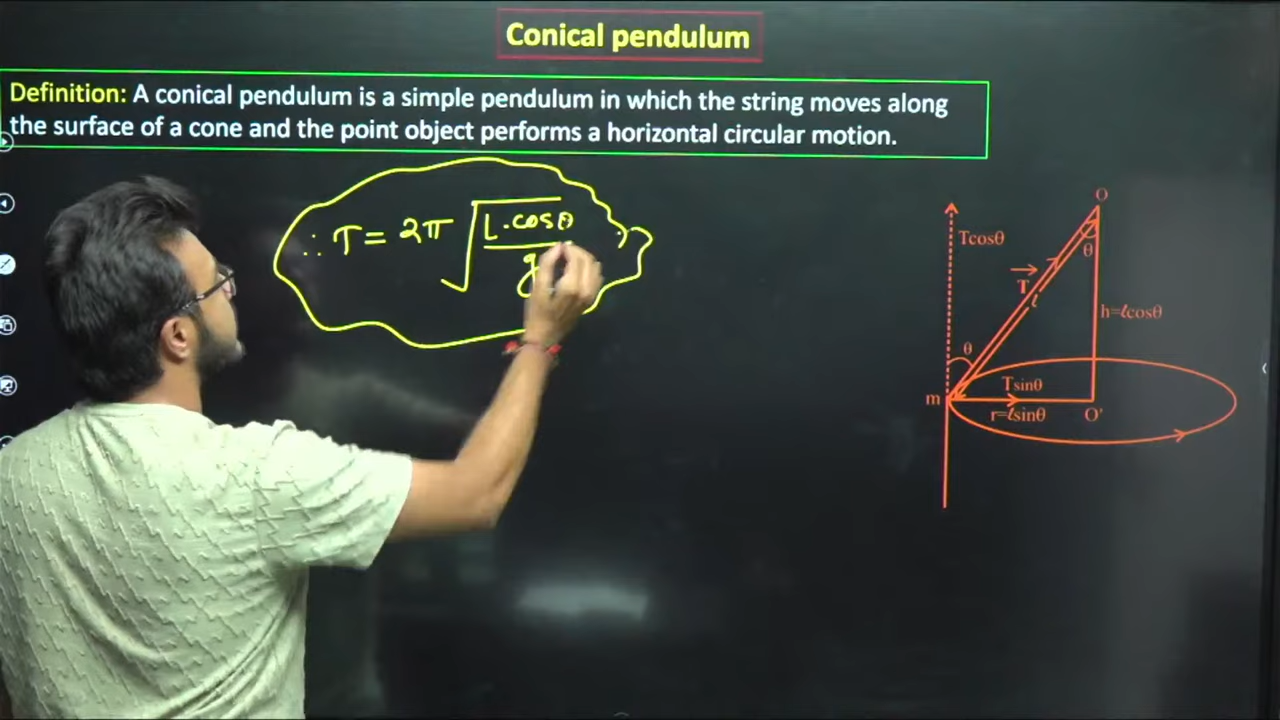 Conical pendulum
Definition: A conical pendulum is a simple pendulum in which the string moves along
the surface of a cone and the point object performs a horizontal circular motion.
∴ T = 2π √(L.cosθ / g)
O
Tcosθ
θ
T
l
h=ℓcosθ
θ
Tsinθ
m
r=ℓsinθ
O'